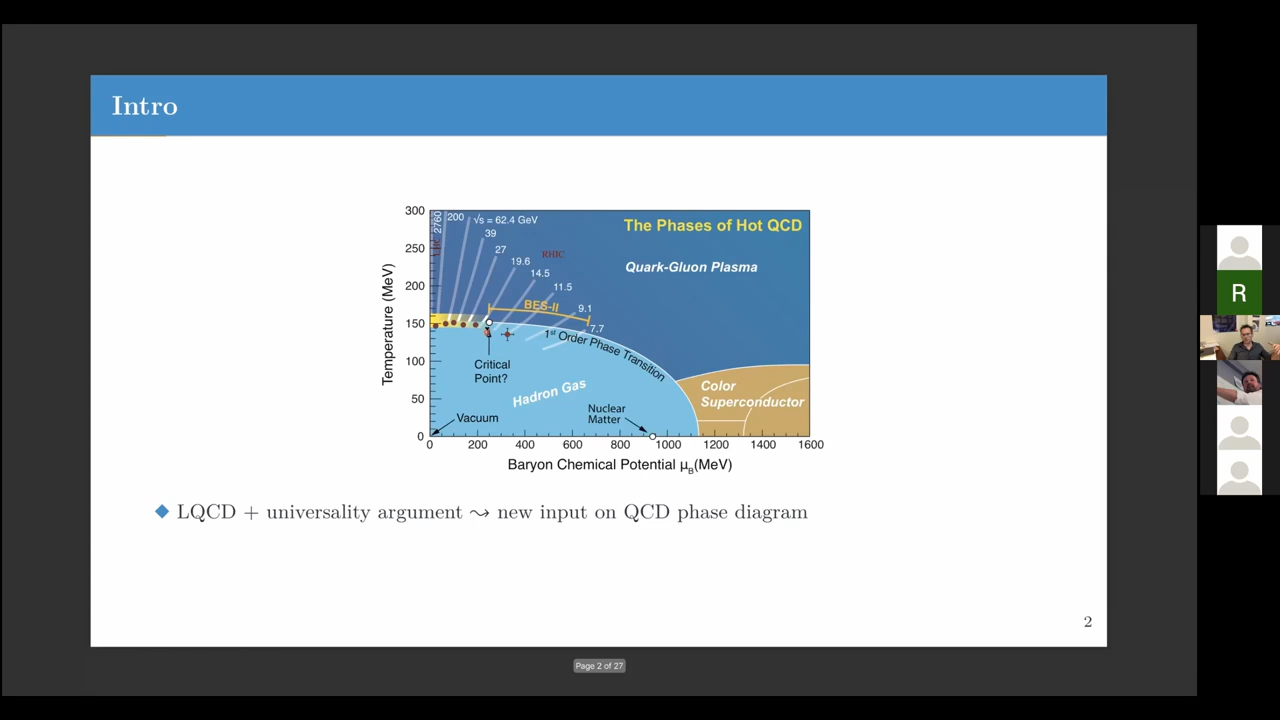 Intro
300
250
200
150
100
50
0
Temperature (MeV)
2760
200
√s = 62.4 GeV
39
27
19.6
14.5
11.5
9.1
7.7
RHIC
BES-II
The Phases of Hot QCD
Quark-Gluon Plasma
1st Order Phase Transition
Critical
Point?
Hadron Gas
Color
Superconductor
Nuclear
Matter
Vacuum
0 200 400 600 800 1000 1200 1400 1600
Baryon Chemical Potential μB(MeV)
LQCD + universality argument ⇝ new input on QCD phase diagram
2
Page 2 of 27
R